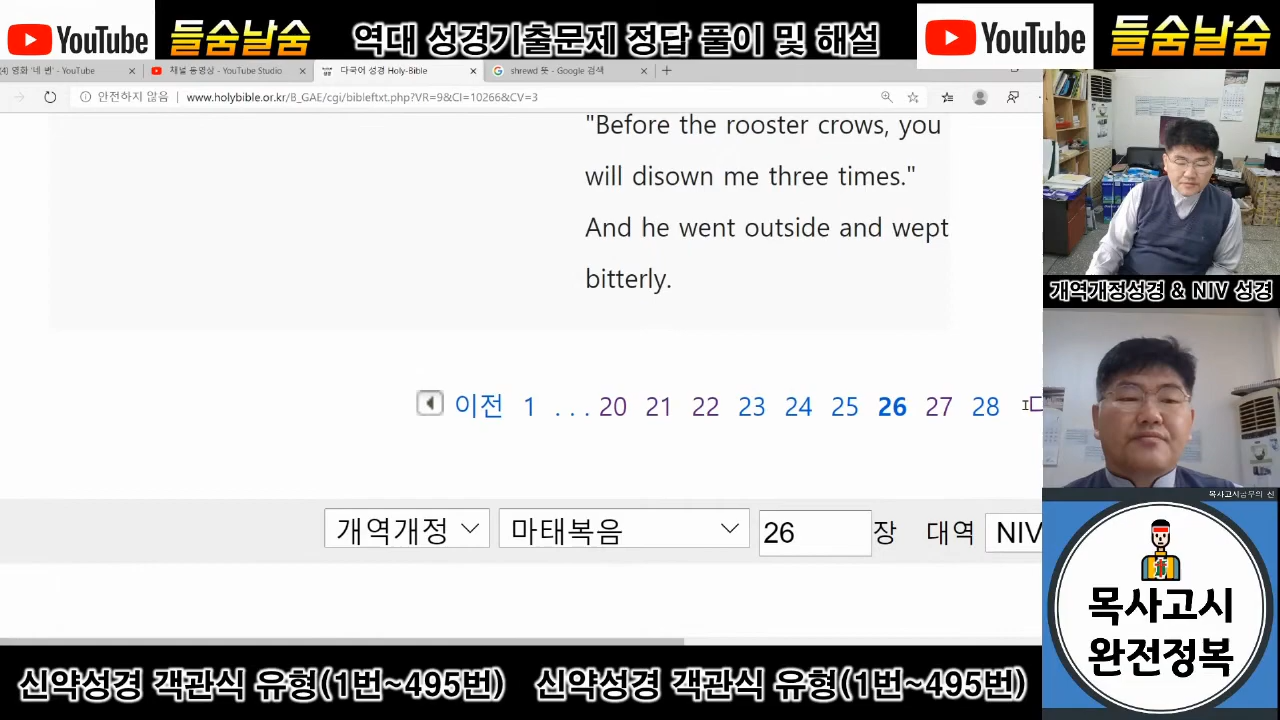 YouTube 들숨날숨 역대 성경기출문제 정답 풀이 및 해설 YouTube 들숨날숨
영화 '네 번' - YouTube
채널 동영상 - YouTube Studio
다국어 성경 Holy-Bible
shrewd 뜻 - Google 검색
안전하지 않음 www.holybible.or.kr/B_GAE/cgi/bibleftxt.php?VR=9&CI=10266&CV=3
"Before the rooster crows, you
will disown me three times."
And he went outside and wept
bitterly.
개역개정성경 & NIV 성경
이전 1 ... 20 21 22 23 24 25 26 27 28
개역개정 마태복음 26 장 대역 NIV
목사고시
완전정복
신약성경 객관식 유형(1번~495번) 신약성경 객관식 유형(1번~495번)